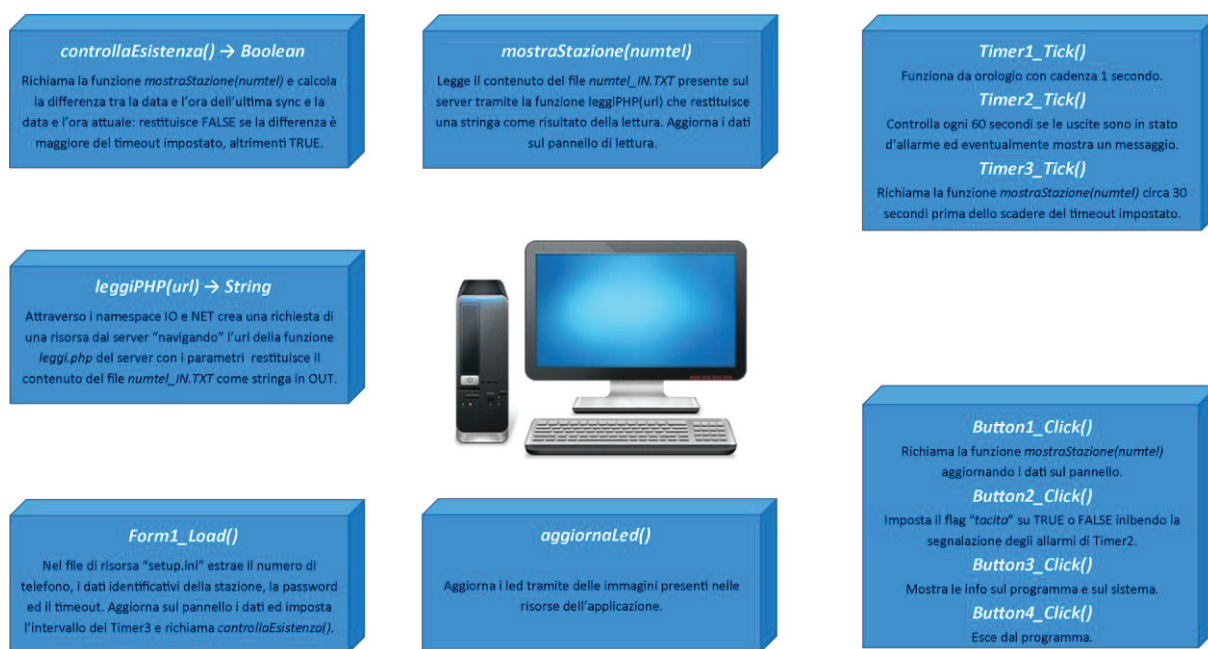 controllaEsistenza() → Boolean
Richiama la funzione mostraStazione(numtel) e calcola
la differenza tra la data e l'ora dell'ultima sync e la
data e l'ora attuale: restituisce FALSE se la differenza è
maggiore del timeout impostato, altrimenti TRUE.
mostraStazione(numtel)
Legge il contenuto del file numtel_IN.TXT presente sul
server tramite la funzione leggiPHP(url) che restituisce
una stringa come risultato della lettura. Aggiorna i dati
sul pannello di lettura.
Timer1_Tick()
Funziona da orologio con cadenza 1 secondo.
Timer2_Tick()
Controlla ogni 60 secondi se le uscite sono in stato
d'allarme ed eventualmente mostra un messaggio.
Timer3_Tick()
Richiama la funzione mostraStazione(numtel) circa 30
secondi prima dello scadere del timeout impostato.
leggiPHP(url) → String
Attraverso i namespace IO e NET crea una richiesta di
una risorsa dal server "navigando" l'url della funzione
leggi.php del server con i parametri restituisce il
contenuto del file numtel_IN.TXT come stringa in OUT.
Form1_Load()
Nel file di risorsa "setup.ini" estrae il numero di
telefono, i dati identificativi della stazione, la password
ed il timeout. Aggiorna sul pannello i dati ed imposta
l'intervallo del Timer3 e richiama controllaEsistenza().
aggiornaLed()
Aggiorna i led tramite delle immagini presenti nelle
risorse dell'applicazione.
Button1_Click()
Richiama la funzione mostraStazione(numtel)
aggiornando i dati sul pannello.
Button2_Click()
Imposta il flag "tacita" su TRUE o FALSE inibendo la
segnalazione degli allarmi di Timer2.
Button3_Click()
Mostra le info sul programma e sul sistema.
Button4_Click()
Esce dal programma.